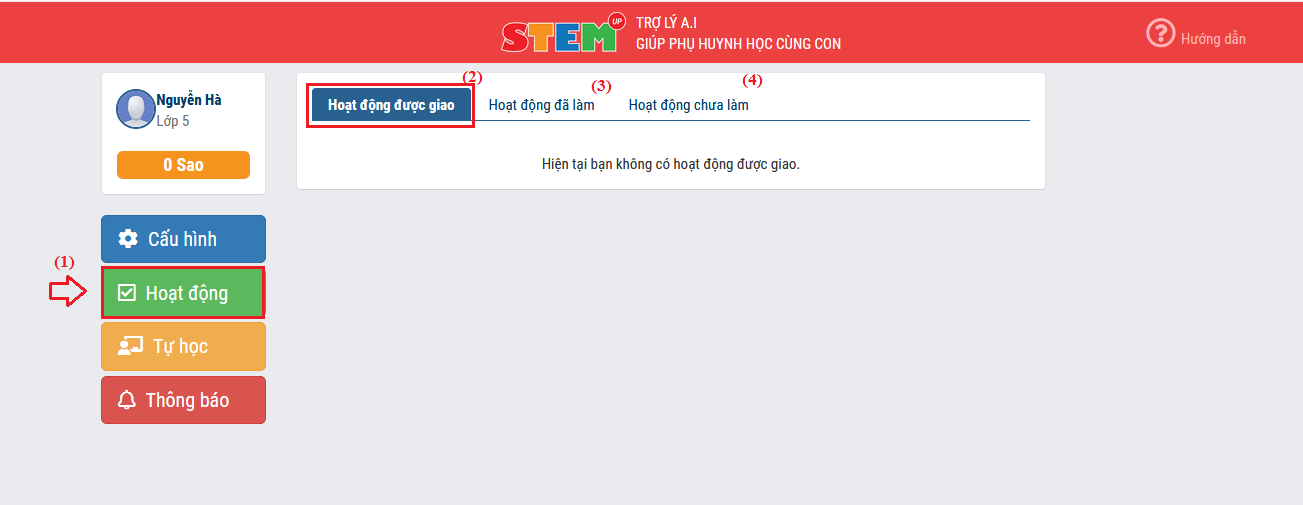 STEM UP
TRỢ LÝ A.I
GIÚP PHỤ HUYNH HỌC CÙNG CON
? Hướng dẫn
Nguyễn Hà
Lớp 5
0 Sao
(2)
(3)
(4)
Hoạt động được giao
Hoạt động đã làm
Hoạt động chưa làm
Hiện tại bạn không có hoạt động được giao.
Cấu hình
(1)
Hoạt động
Tự học
Thông báo